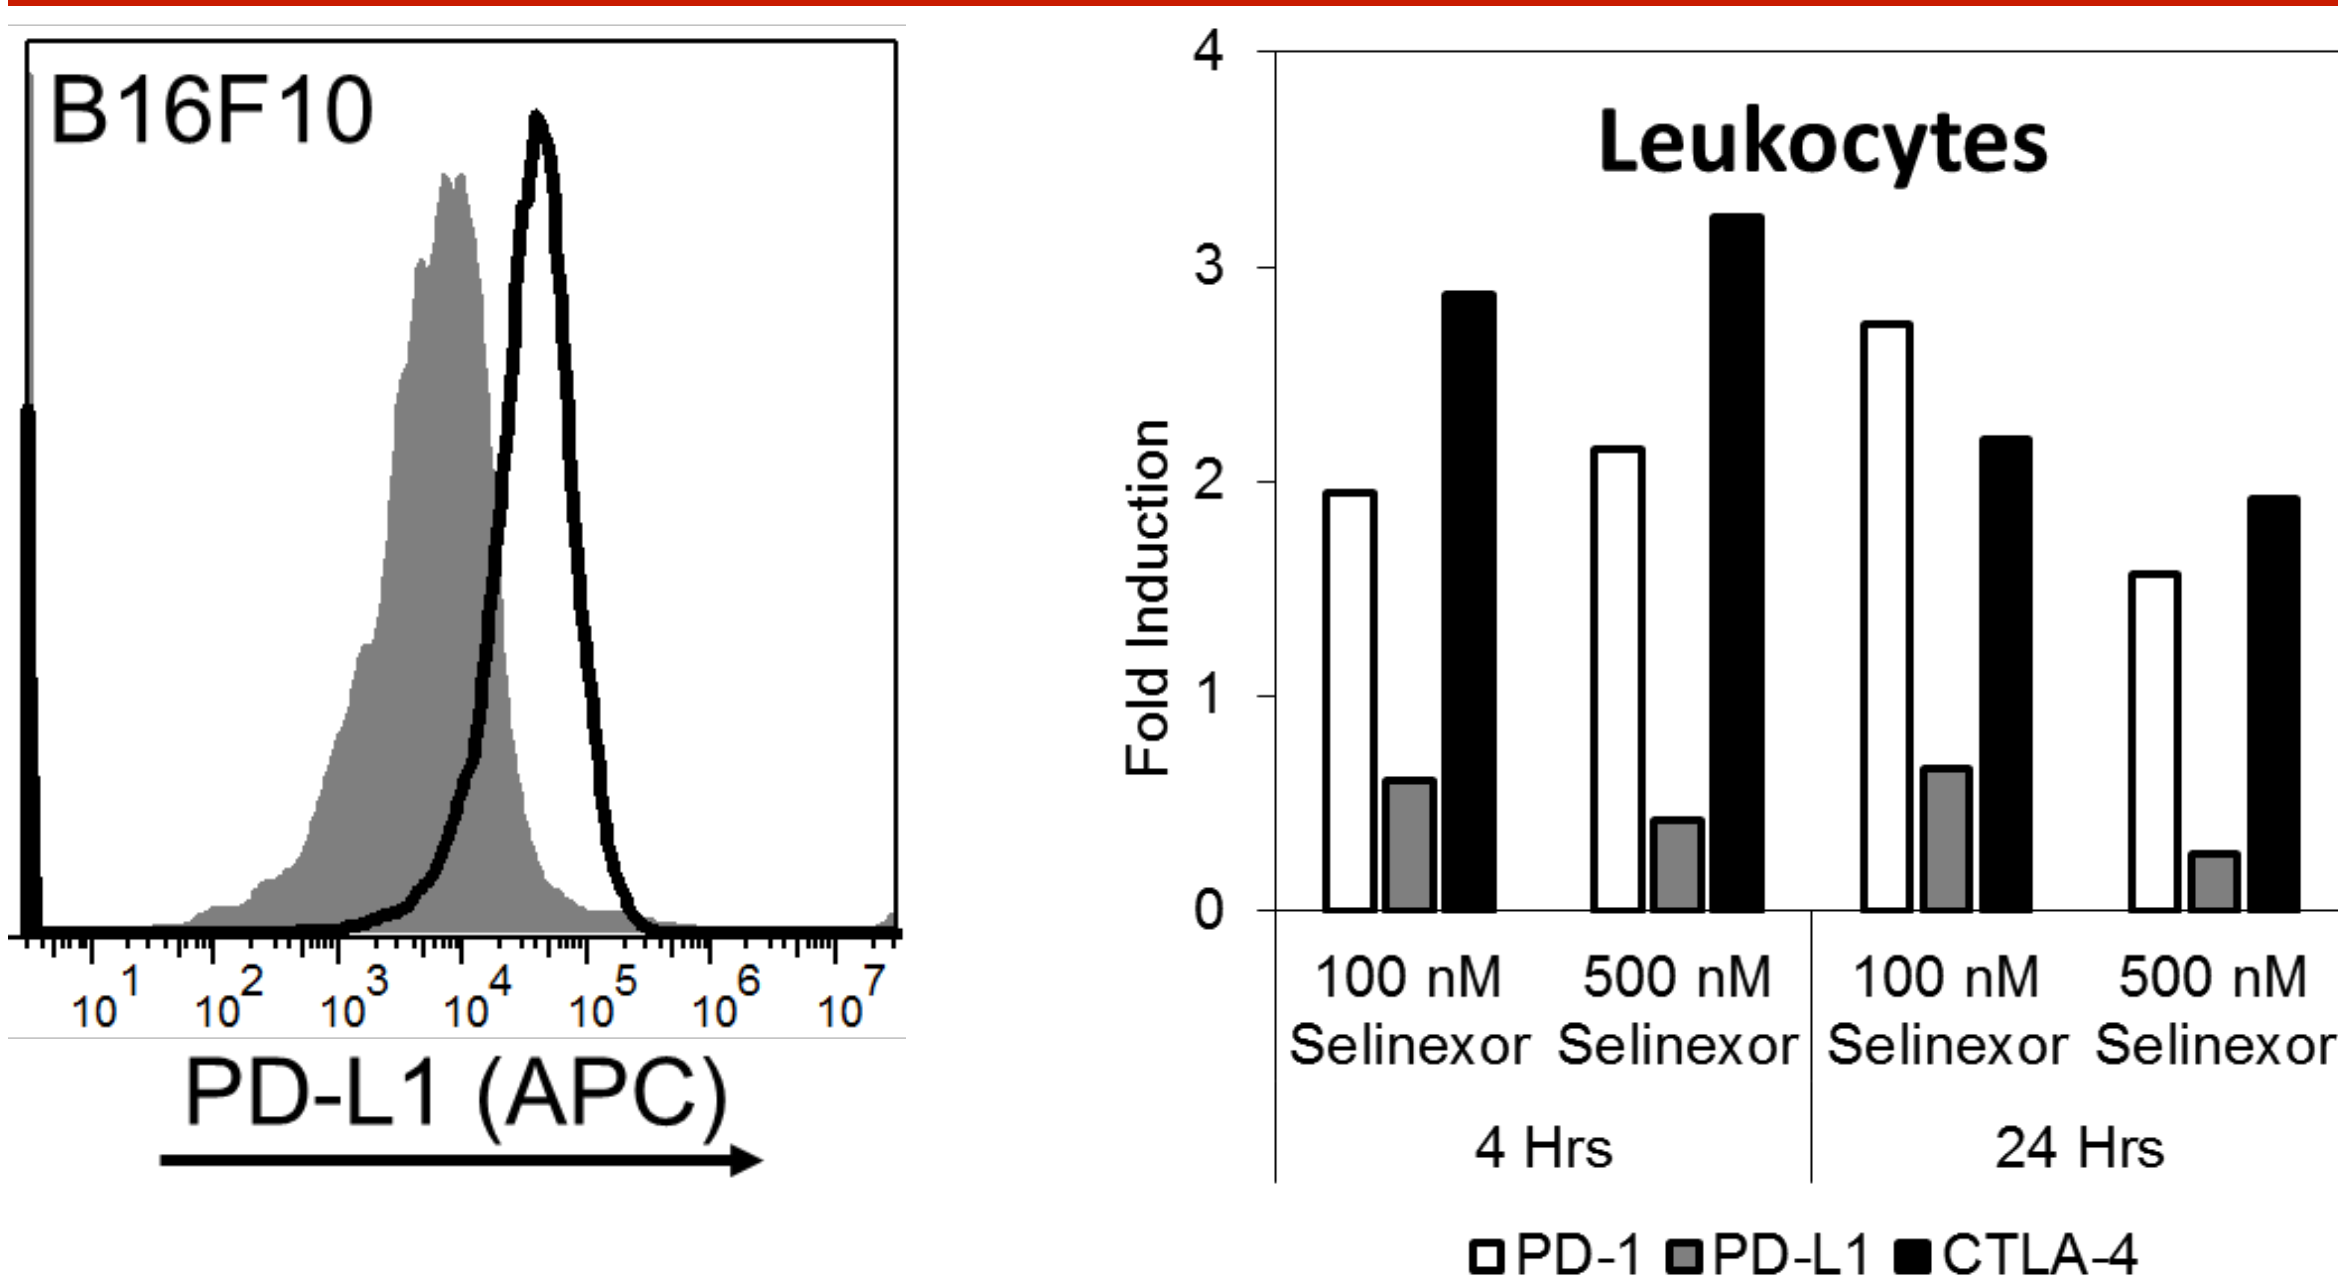 B16F10
10^1 10^2 10^3 10^4 10^5 10^6 10^7
PD-L1 (APC)
Leukocytes
Fold Induction
4
3
2
1
0
100 nM 500 nM 100 nM 500 nM
Selinexor Selinexor Selinexor Selinexor
4 Hrs 24 Hrs
PD-1 PD-L1 CTLA-4